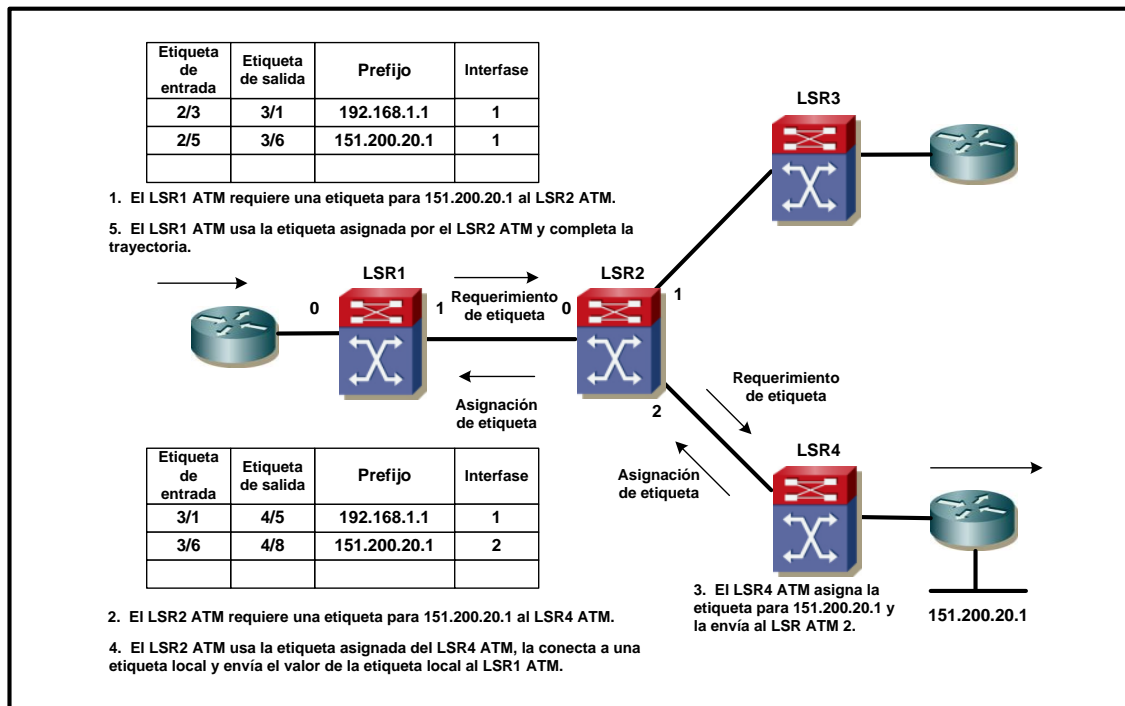 Etiqueta de entrada
Etiqueta de salida
Prefijo
Interfase
2/3
3/1
192.168.1.1
1
2/5
3/6
151.200.20.1
1
1. El LSR1 ATM requiere una etiqueta para 151.200.20.1 al LSR2 ATM.
5. El LSR1 ATM usa la etiqueta asignada por el LSR2 ATM y completa la
trayectoria.
LSR3
LSR1
LSR2
0
1
Requerimiento
de etiqueta
0
1
2
Asignación
de etiqueta
Requerimiento
de etiqueta
Asignación
de etiqueta
LSR4
Etiqueta de entrada
Etiqueta de salida
Prefijo
Interfase
3/1
4/5
192.168.1.1
1
3/6
4/8
151.200.20.1
2
2. El LSR2 ATM requiere una etiqueta para 151.200.20.1 al LSR4 ATM.
4. El LSR2 ATM usa la etiqueta asignada del LSR4 ATM, la conecta a una
etiqueta local y envía el valor de la etiqueta local al LSR1 ATM.
3. El LSR4 ATM asigna la
etiqueta para 151.200.20.1 y
la envía al LSR ATM 2.
151.200.20.1